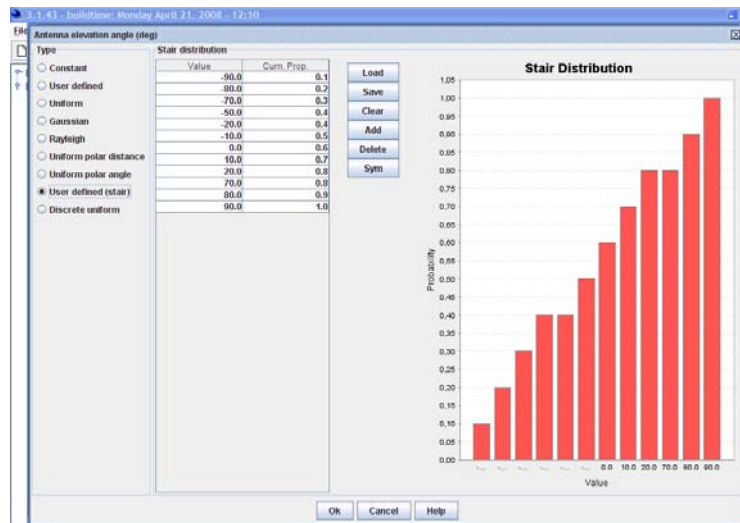 3.1.43 - buildtime: Monday April 21, 2008 - 12:10
File
Antenna elevation angle (deg)
Type
Constant
User defined
Uniform
Gaussian
Rayleigh
Uniform polar distance
Uniform polar angle
User defined (stair)
Discrete uniform
Stair distribution
Value Cum. Prop.
-90.0 0.1
-80.0 0.2
-70.0 0.3
-50.0 0.4
-20.0 0.4
-10.0 0.5
0.0 0.6
10.0 0.7
20.0 0.8
70.0 0.8
80.0 0.9
90.0 1.0
Load
Save
Clear
Add
Delete
Sym
Stair Distribution
1,05
1,00
0,95
0,90
0,85
0,80
0,75
0,70
0,65
0,60
0,55
0,50
0,45
0,40
0,35
0,30
0,25
0,20
0,15
0,10
0,05
0,00
Probability
-... -... -... -... -... -... 0.0 10.0 20.0 70.0 80.0 90.0
Value
Ok Cancel Help